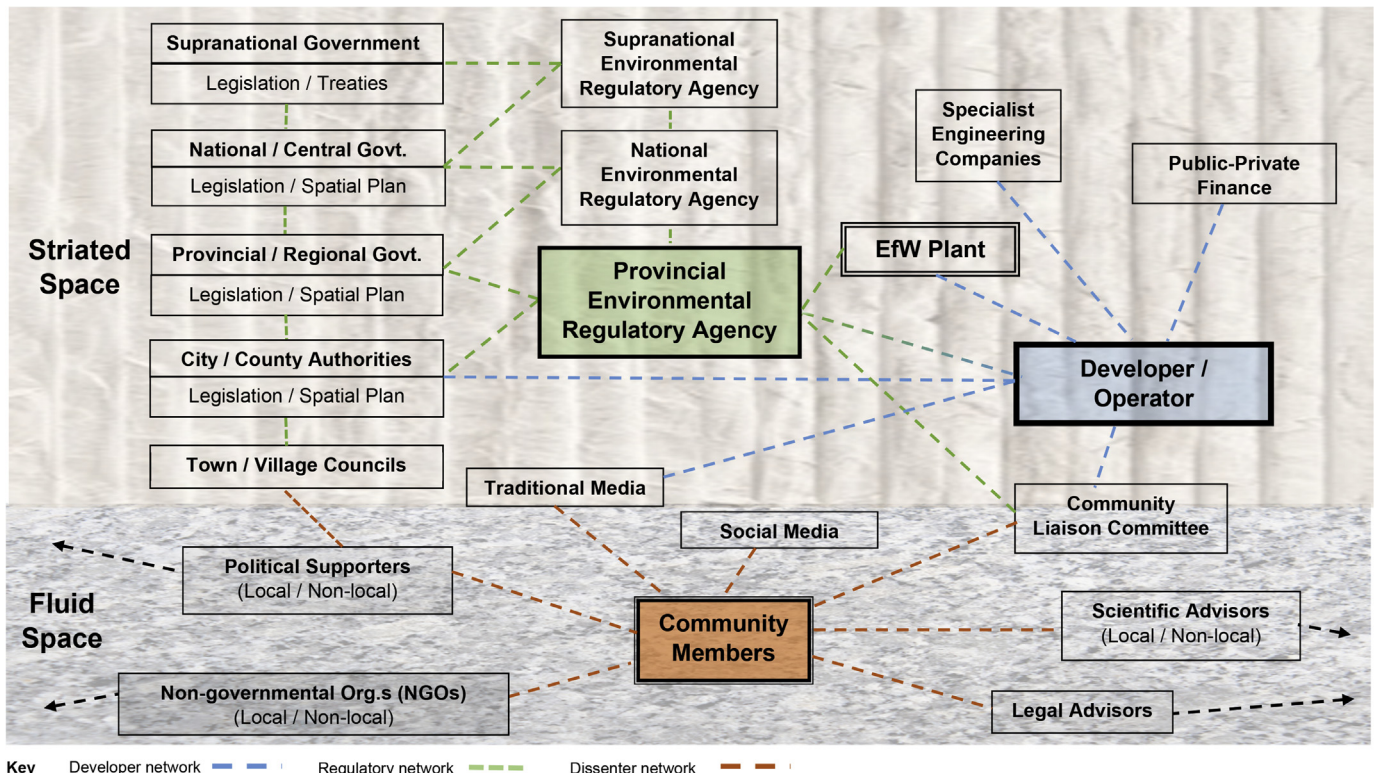 Supranational Government
Legislation / Treaties
National / Central Govt.
Legislation / Spatial Plan
Provincial / Regional Govt.
Legislation / Spatial Plan
City / County Authorities
Legislation / Spatial Plan
Town / Village Councils
Supranational
Environmental
Regulatory Agency
National
Environmental
Regulatory Agency
Provincial
Environmental
Regulatory Agency
Specialist
Engineering
Companies
Public-Private
Finance
EfW Plant
Developer /
Operator
Striated
Space
Traditional Media
Social Media
Community
Liaison Committee
Political Supporters
(Local / Non-local)
Fluid
Space
Community
Members
Scientific Advisors
(Local / Non-local)
Non-governmental Org.s (NGOs)
(Local / Non-local)
Legal Advisors
Key Developer network Regulatory network Dissenter network